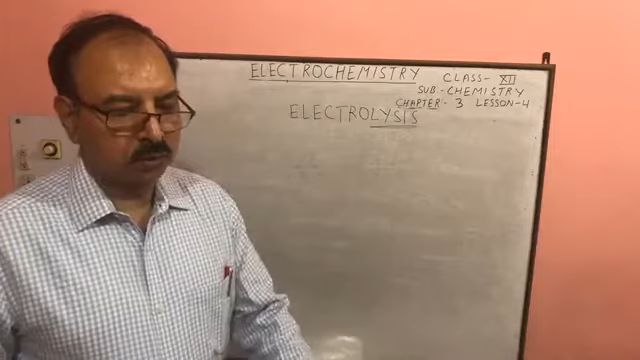 ELECTROCHEMISTRY CLASS- XII
SUB- CHEMISTRY
CHAPTER- 3 LESSON-4
ELECTROLYSIS